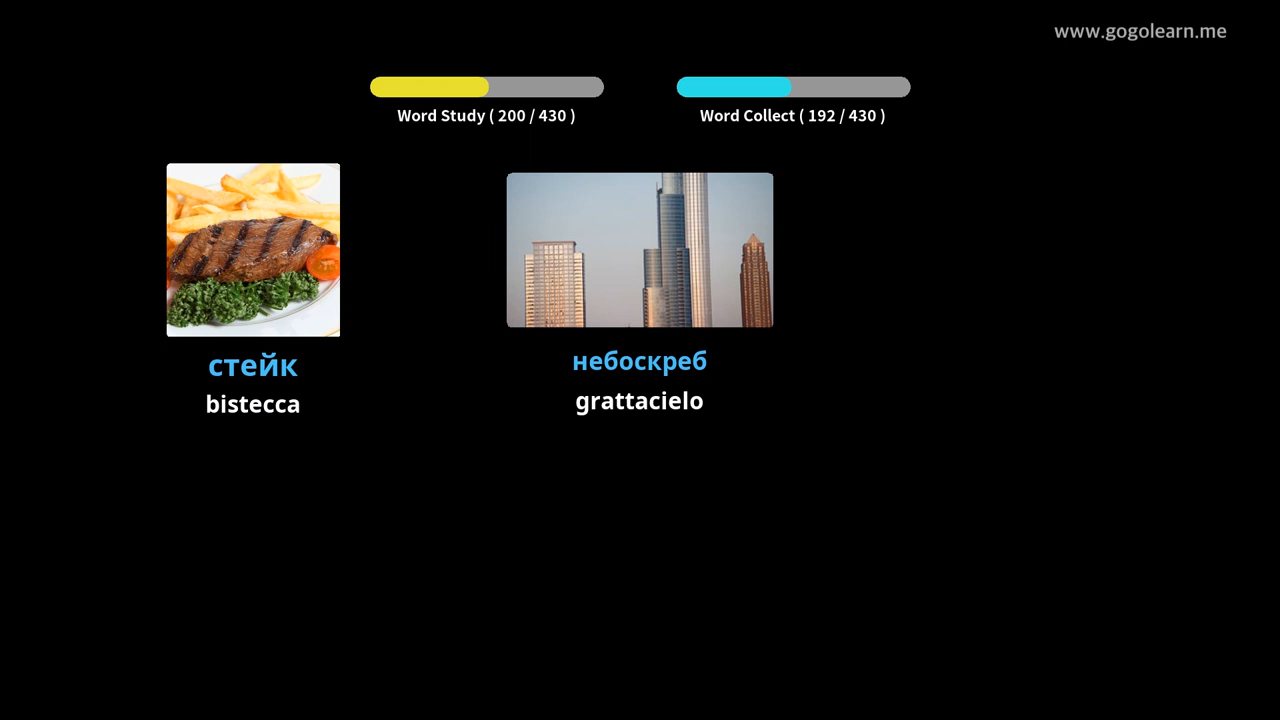 www.gogolearn.me
Word Study ( 200 / 430 )
Word Collect ( 192 / 430 )
стейк
bistecca
небоскреб
grattacielo